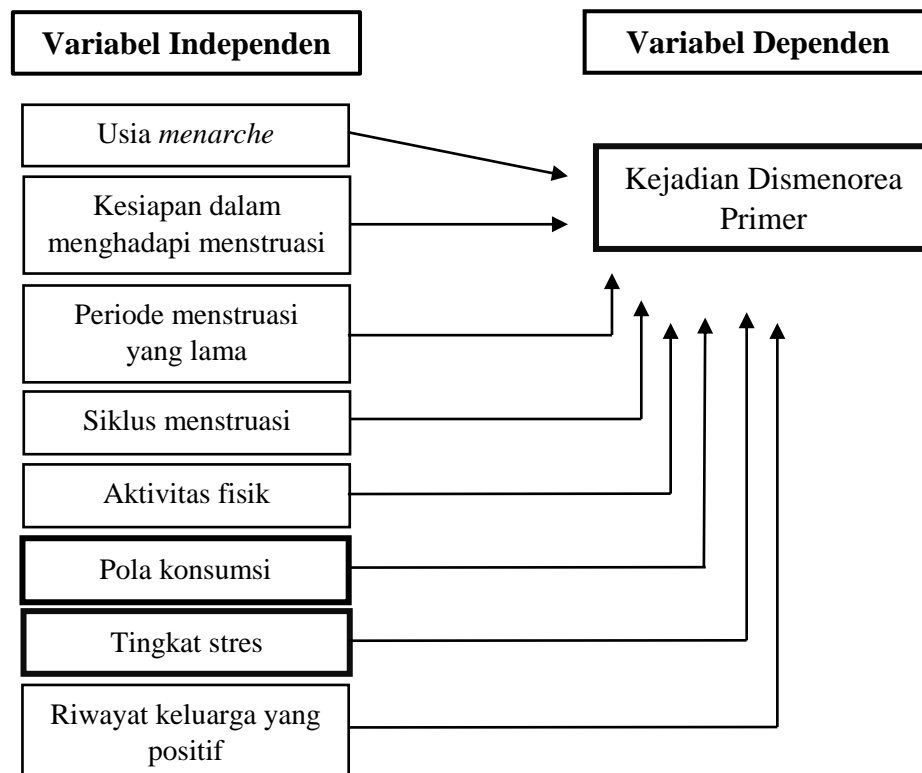 Variabel Independen
Variabel Dependen
Usia menarche
Kejadian Dismenorea
Primer
Kesiapan dalam
menghadapi menstruasi
Periode menstruasi
yang lama
Siklus menstruasi
Aktivitas fisik
Pola konsumsi
Tingkat stres
Riwayat keluarga yang
positif